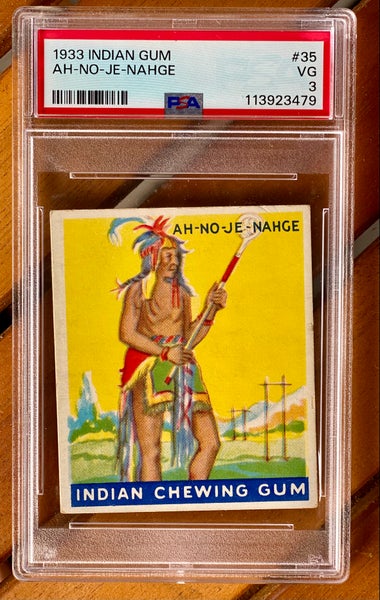 1933 INDIAN GUM #35
AH-NO-JE-NAHGE VG
3
PSA 113923479
AH-NO-JE-NAHGE
INDIAN CHEWING GUM